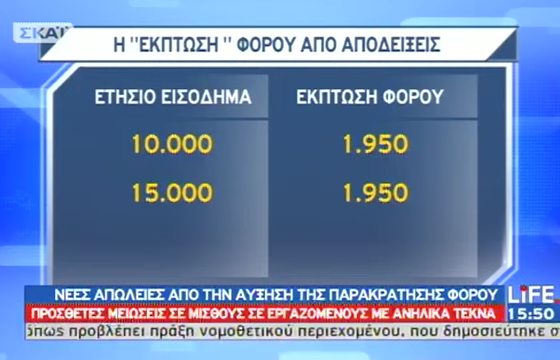 ΣΚΑΪ
Η "ΕΚΠΤΩΣΗ " ΦΟΡΟΥ ΑΠΟ ΑΠΟΔΕΙΞΕΙΣ
ΕΤΗΣΙΟ ΕΙΣΟΔΗΜΑ ΕΚΠΤΩΣΗ ΦΟΡΟΥ
10.000 1.950
15.000 1.950
ΝΕΕΣ ΑΠΩΛΕΙΕΣ ΑΠΟ ΤΗΝ ΑΥΞΗΣΗ ΤΗΣ ΠΑΡΑΚΡΑΤΗΣΗΣ ΦΟΡΟΥ LiFE
ΠΡΟΣΘΕΤΕΣ ΜΕΙΩΣΕΙΣ ΣΕ ΜΙΣΘΟΥΣ ΣΕ ΕΡΓΑΖΟΜΕΝΟΥΣ ΜΕ ΑΝΗΛΙΚΑ ΤΕΚΝΑ 15:50
όπως προβλέπει πράξη νομοθετικού περιεχομένου, που δημοσιεύτηκε σ